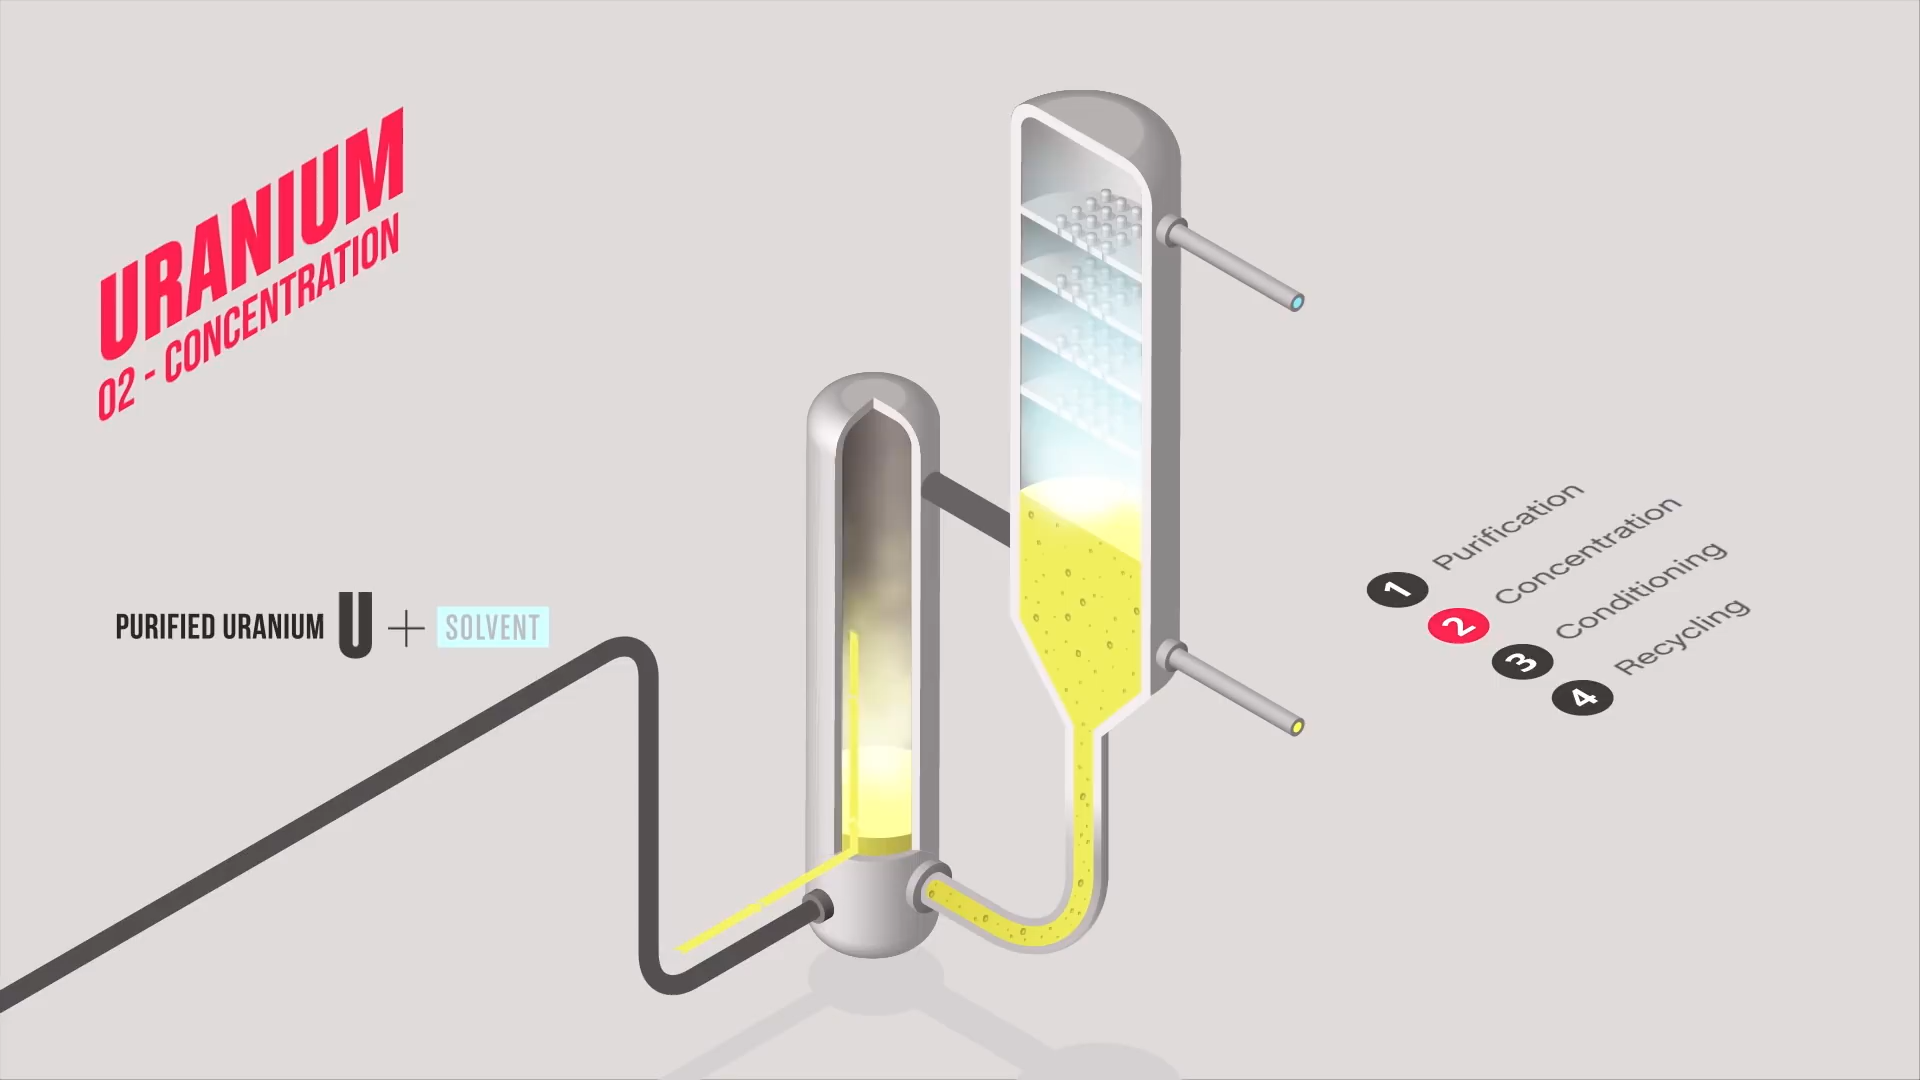 URANIUM
02 - CONCENTRATION
PURIFIED URANIUM U + SOLVENT
1 Purification
2 Concentration
3 Conditioning
4 Recycling